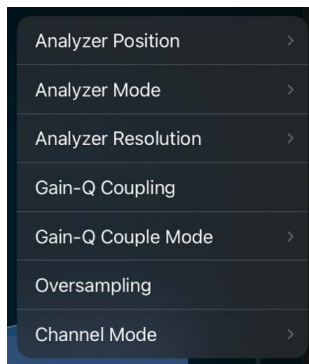 Analyzer Position
Analyzer Mode
Analyzer Resolution
Gain-Q Coupling
Gain-Q Couple Mode
Oversampling
Channel Mode